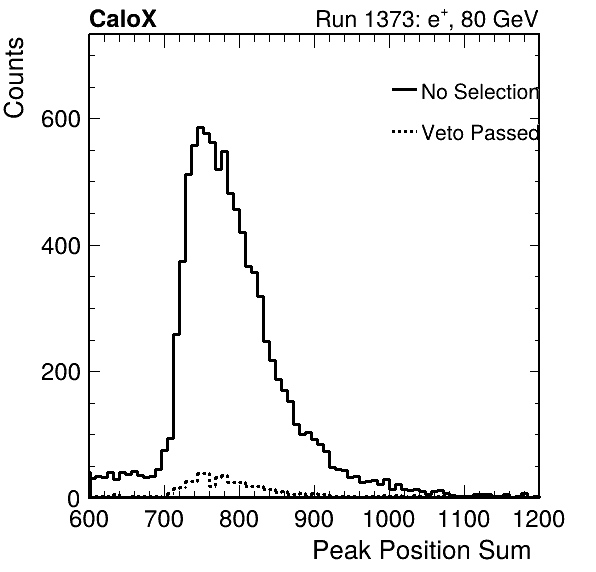 CaloX Run 1373: e⁺, 80 GeV
Counts
No Selection
Veto Passed
600
400
200
0
600 700 800 900 1000 1100 1200
Peak Position Sum